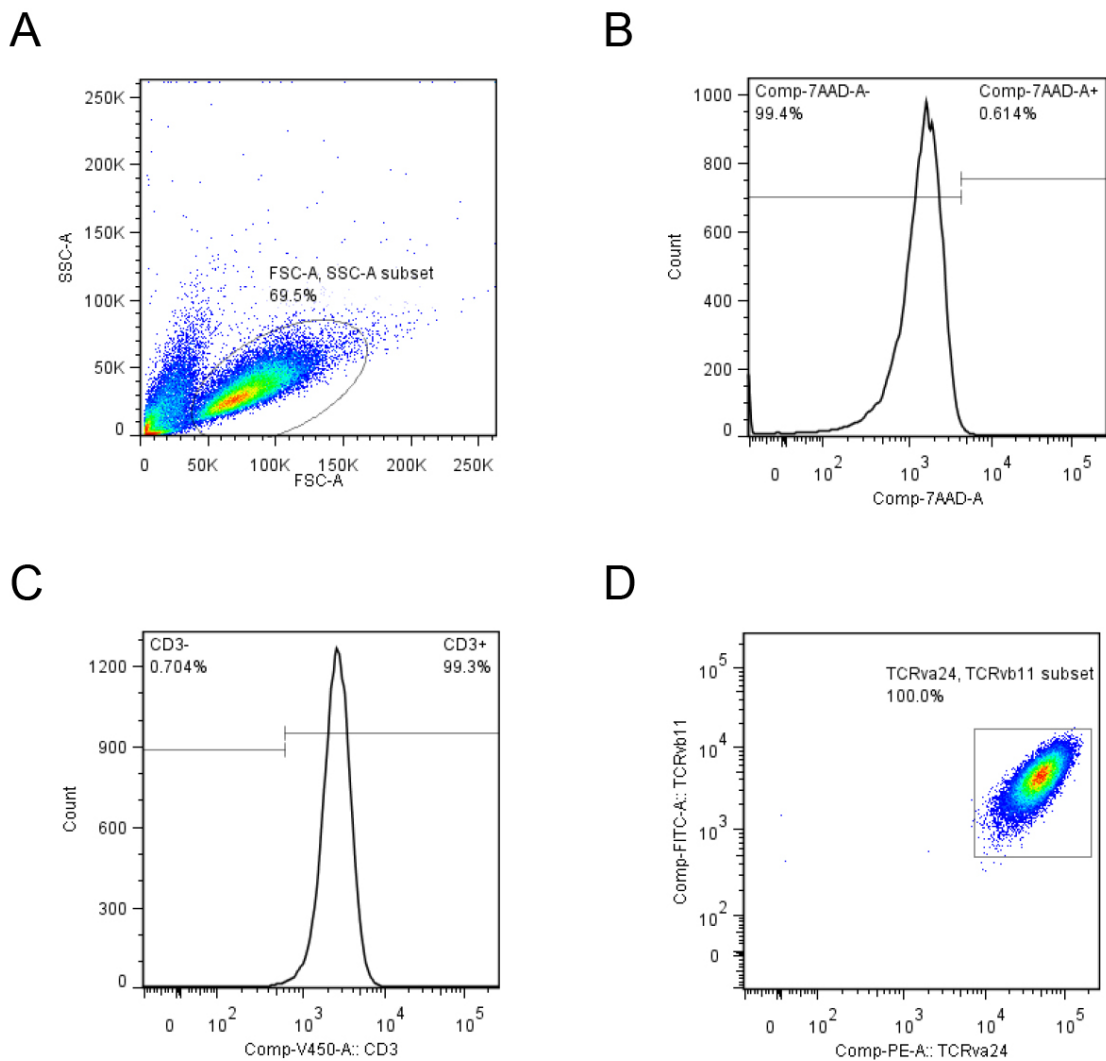 A
250K
200K
150K
100K
50K
0
SSC-A
FSC-A, SSC-A subset
69.5%
0 50K 100K 150K 200K 250K
FSC-A
B
1000
800
600
400
200
0
Count
Comp-7AAD-A-
99.4%
Comp-7AAD-A+
0.614%
0 10^2 10^3 10^4 10^5
Comp-7AAD-A
C
1200
900
600
300
0
Count
CD3-
0.704%
CD3+
99.3%
0 10^2 10^3 10^4 10^5
Comp-V450-A:: CD3
D
10^5
10^4
10^3
10^2
0
Comp-FITC-A:: TCRvb11
TCRva24, TCRvb11 subset
100.0%
0 10^2 10^3 10^4 10^5
Comp-PE-A:: TCRva24